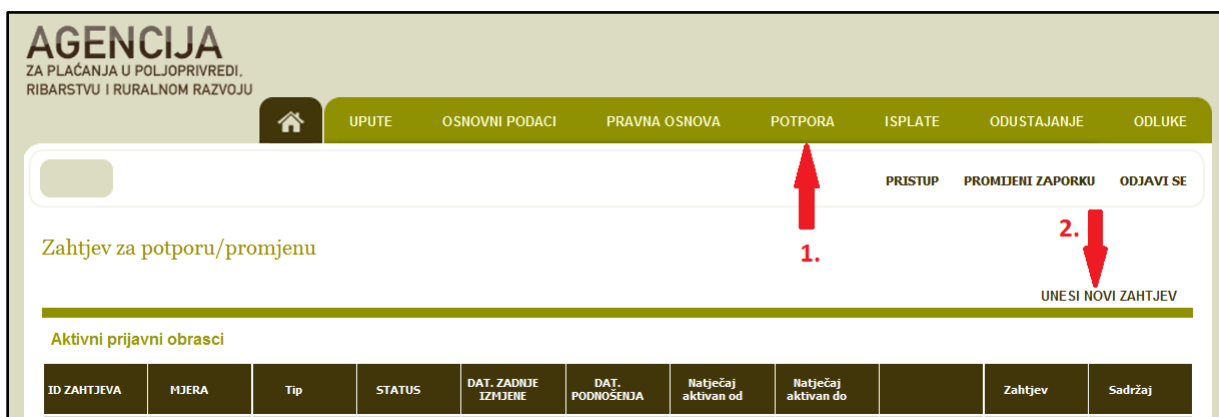 AGENCIJA
ZA PLAĆANJA U POLJOPRIVREDI,
RIBARSTVU I RURALNOM RAZVOJU
UPUTE OSNOVNI PODACI PRAVNA OSNOVA POTPORA ISPLATE ODUSTAJANJE ODLUKE
PRISTUP PROMIJENI ZAPORKU ODJAVI SE
Zahtjev za potporu/promjenu
1.
2.
UNESI NOVI ZAHTJEV
Aktivni prijavni obrasci
ID ZAHTJEVA MJERA Tip STATUS DAT. ZADNJE IZMJENE DAT. PODNOŠENJA Natječaj aktivan od Natječaj aktivan do Zahtjev Sadržaj